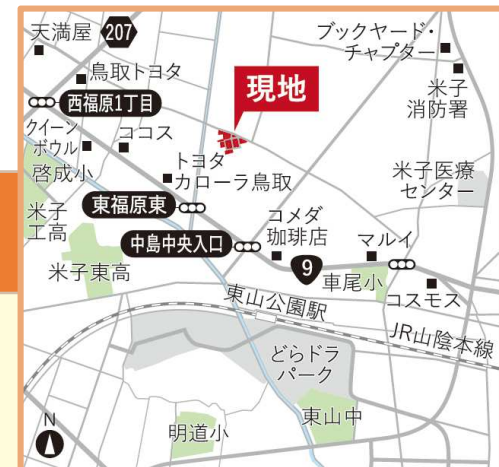 天満屋
207
鳥取トヨタ
西福原1丁目
クイーン
ボウル
ココス
啓成小
トヨタ
カローラ鳥取
現地
ブックヤード・
チャプター
米子
消防署
米子医療
センター
米子
工高
東福原東
中島中央入口
コメダ
珈琲店
マルイ
9
車尾小
コスモス
米子東高
東山公園駅
JR山陰本線
どらドラ
パーク
明道小
東山中
N